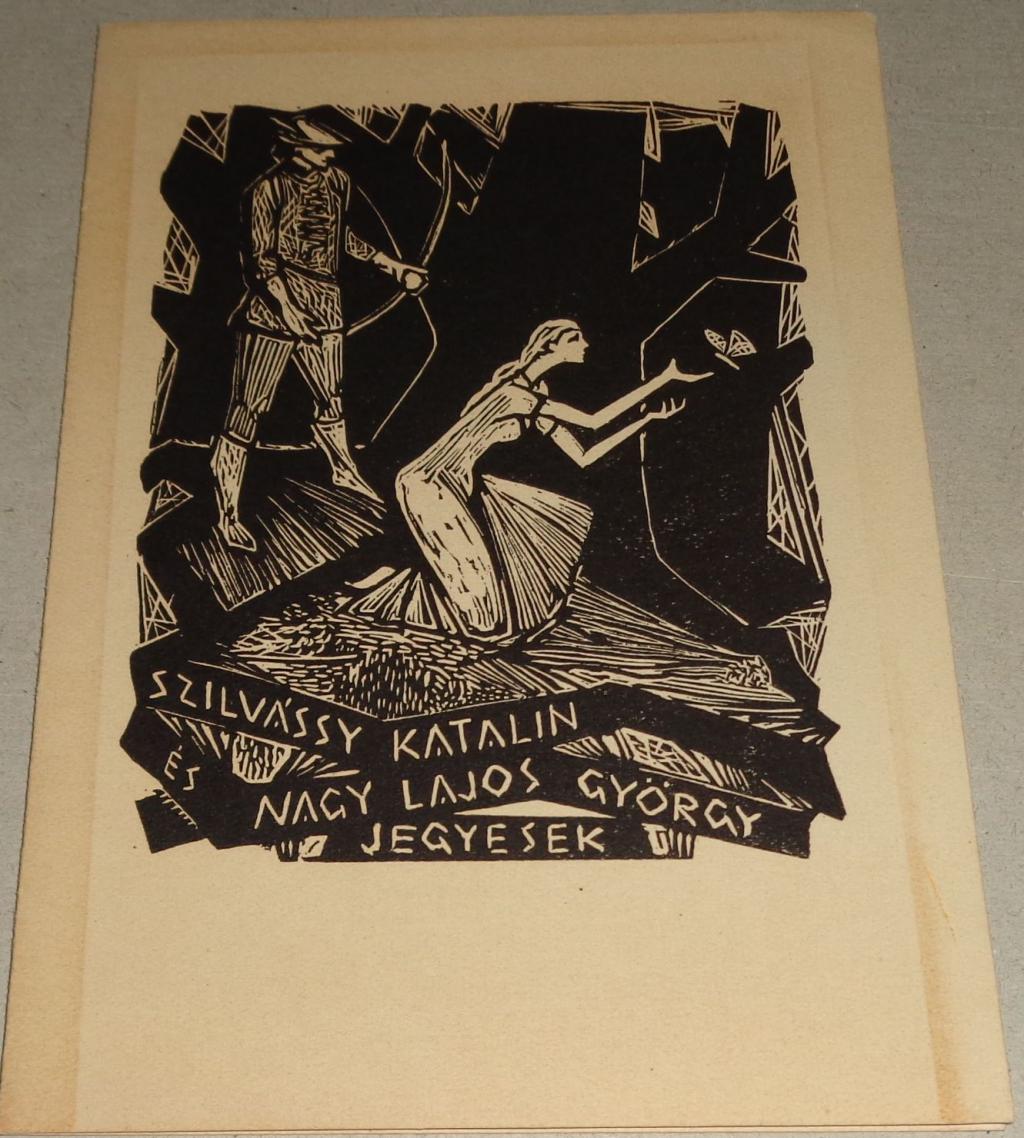 SZILVÁSSY KATALIN
ÉS
NAGY LAJOS GYÖRGY
JEGYESEK